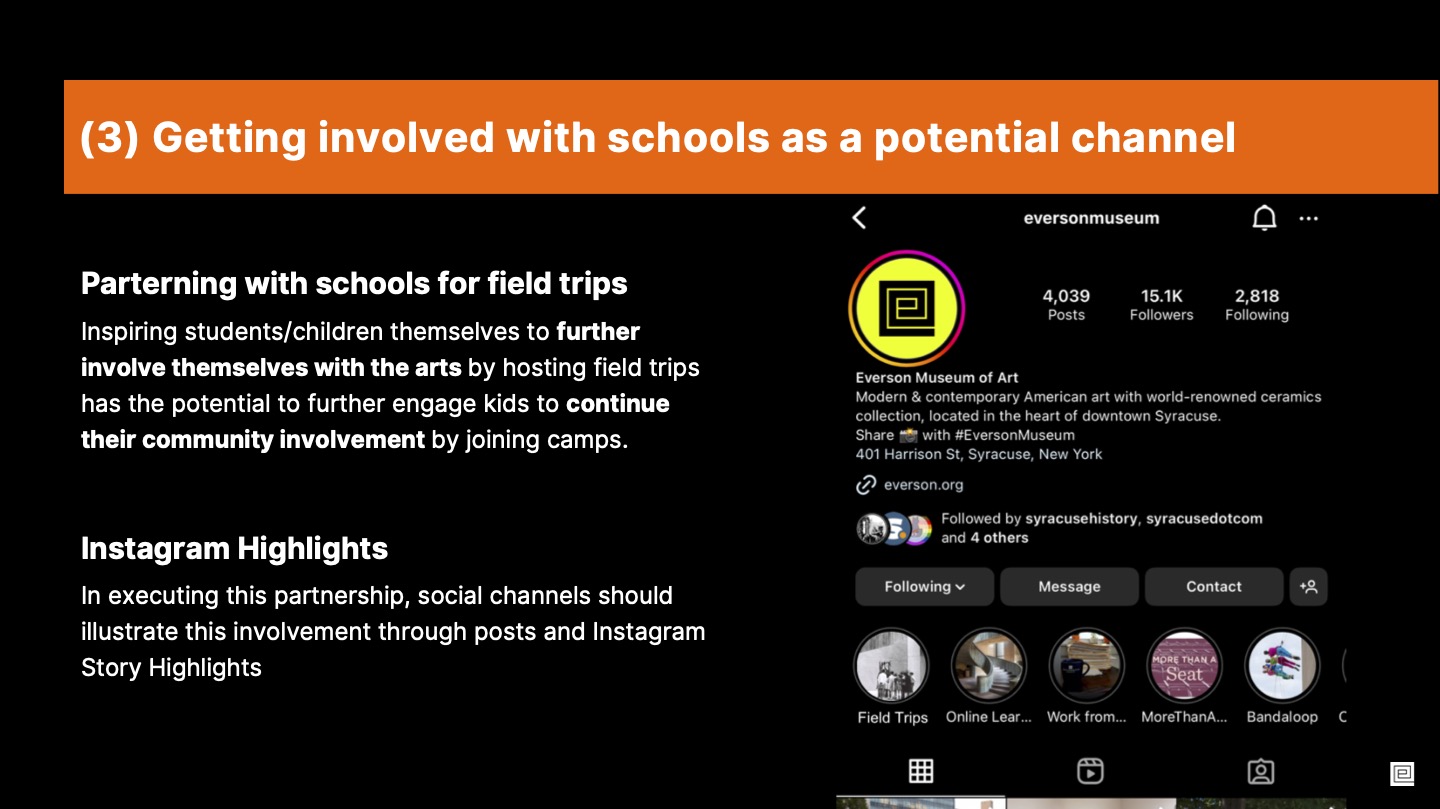 (3) Getting involved with schools as a potential channel
Parterning with schools for field trips
Inspiring students/children themselves to further
involve themselves with the arts by hosting field trips
has the potential to further engage kids to continue
their community involvement by joining camps.
Instagram Highlights
In executing this partnership, social channels should
illustrate this involvement through posts and Instagram
Story Highlights
eversonmuseum
4,039 15.1K 2,818
Posts Followers Following
Everson Museum of Art
Modern & contemporary American art with world-renowned ceramics
collection, located in the heart of downtown Syracuse.
Share 📸 with #EversonMuseum
401 Harrison St, Syracuse, New York
everson.org
Followed by syracusehistory, syracusedotcom
and 4 others
Following Message Contact
MORE THAN A
Seat
Field Trips Online Lear... Work from... MoreThanA... Bandaloop C